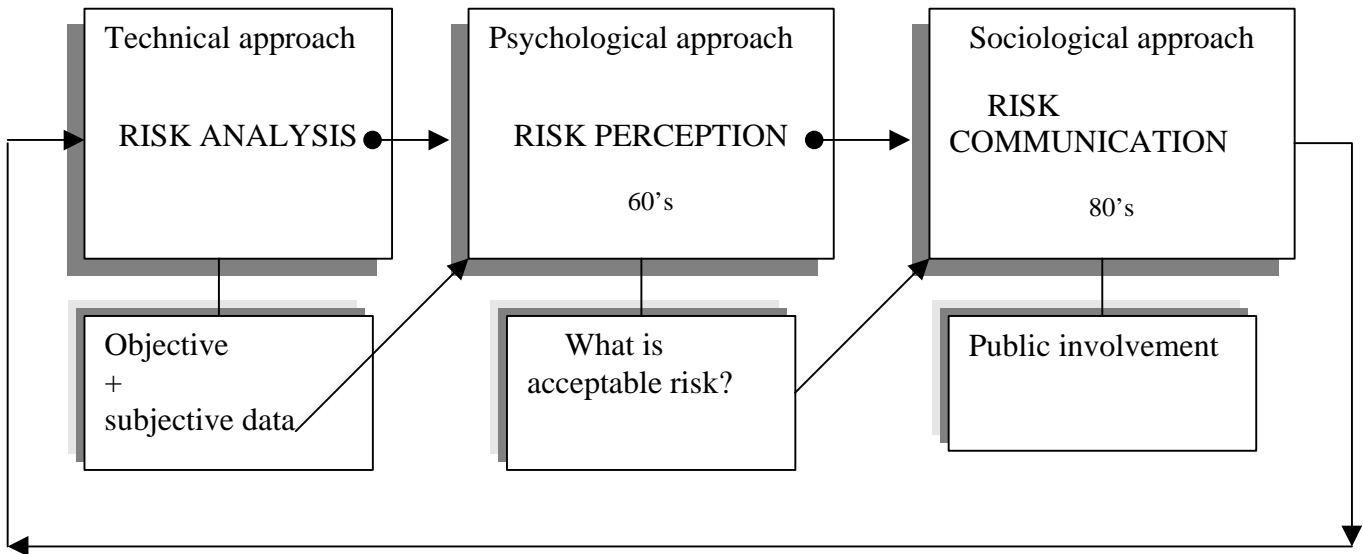 Technical approach
RISK ANALYSIS
Psychological approach
RISK PERCEPTION
60’s
Sociological approach
RISK
COMMUNICATION
80’s
Objective
+
subjective data
What is
acceptable risk?
Public involvement